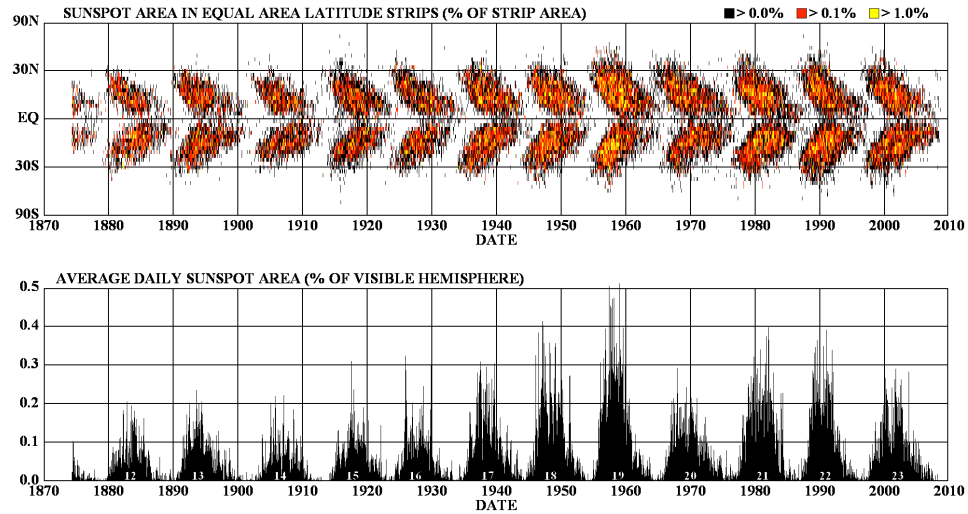 SUNSPOT AREA IN EQUAL AREA LATITUDE STRIPS (% OF STRIP AREA) > 0.0% > 0.1% > 1.0%
90N
30N
EQ
30S
90S
1870 1880 1890 1900 1910 1920 1930 1940 1950 1960 1970 1980 1990 2000 2010
DATE
AVERAGE DAILY SUNSPOT AREA (% OF VISIBLE HEMISPHERE)
0.5
0.4
0.3
0.2
0.1
12 13 14 15 16 17 18 19 20 21 22 23
0.0
1870 1880 1890 1900 1910 1920 1930 1940 1950 1960 1970 1980 1990 2000 2010
DATE